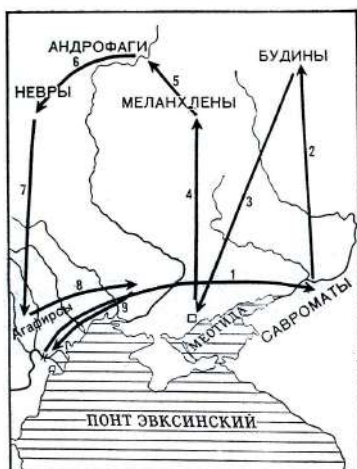 АНДРОФАГИ
6
БУДИНЫ
НЕВРЫ
5
МЕЛАНХЛЕНЫ
2
3
4
7
8
1
9
Агафирсы
МЕОТИДА
САВРОМАТЫ
ПОНТ ЭВКСИНСКИЙ